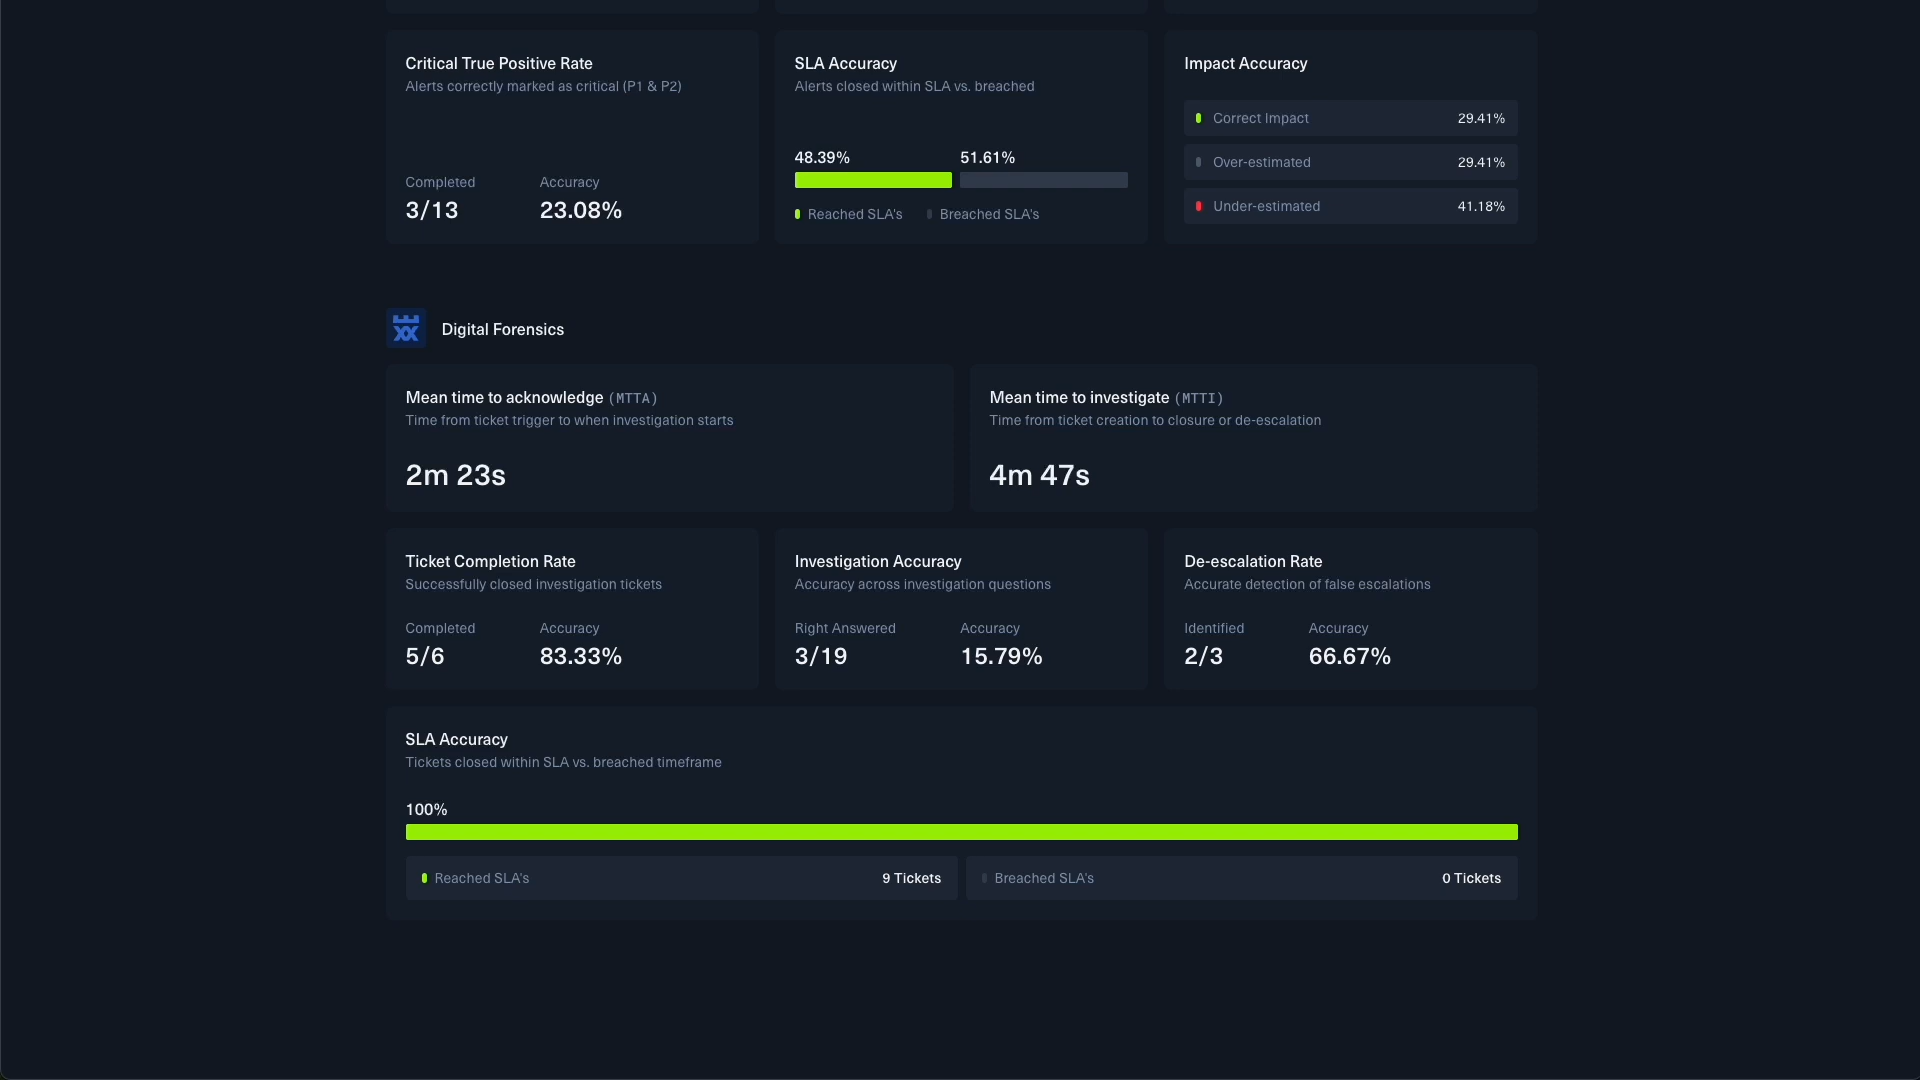 Critical True Positive Rate
Alerts correctly marked as critical (P1 & P2)
Completed
3/13
Accuracy
23.08%
SLA Accuracy
Alerts closed within SLA vs. breached
48.39%
51.61%
Reached SLA's
Breached SLA's
Impact Accuracy
Correct Impact
29.41%
Over-estimated
29.41%
Under-estimated
41.18%
Digital Forensics
Mean time to acknowledge (MTTA)
Time from ticket trigger to when investigation starts
2m 23s
Mean time to investigate (MTTI)
Time from ticket creation to closure or de-escalation
4m 47s
Ticket Completion Rate
Successfully closed investigation tickets
Completed
5/6
Accuracy
83.33%
Investigation Accuracy
Accuracy across investigation questions
Right Answered
3/19
Accuracy
15.79%
De-escalation Rate
Accurate detection of false escalations
Identified
2/3
Accuracy
66.67%
SLA Accuracy
Tickets closed within SLA vs. breached timeframe
100%
Reached SLA's
9 Tickets
Breached SLA's
0 Tickets